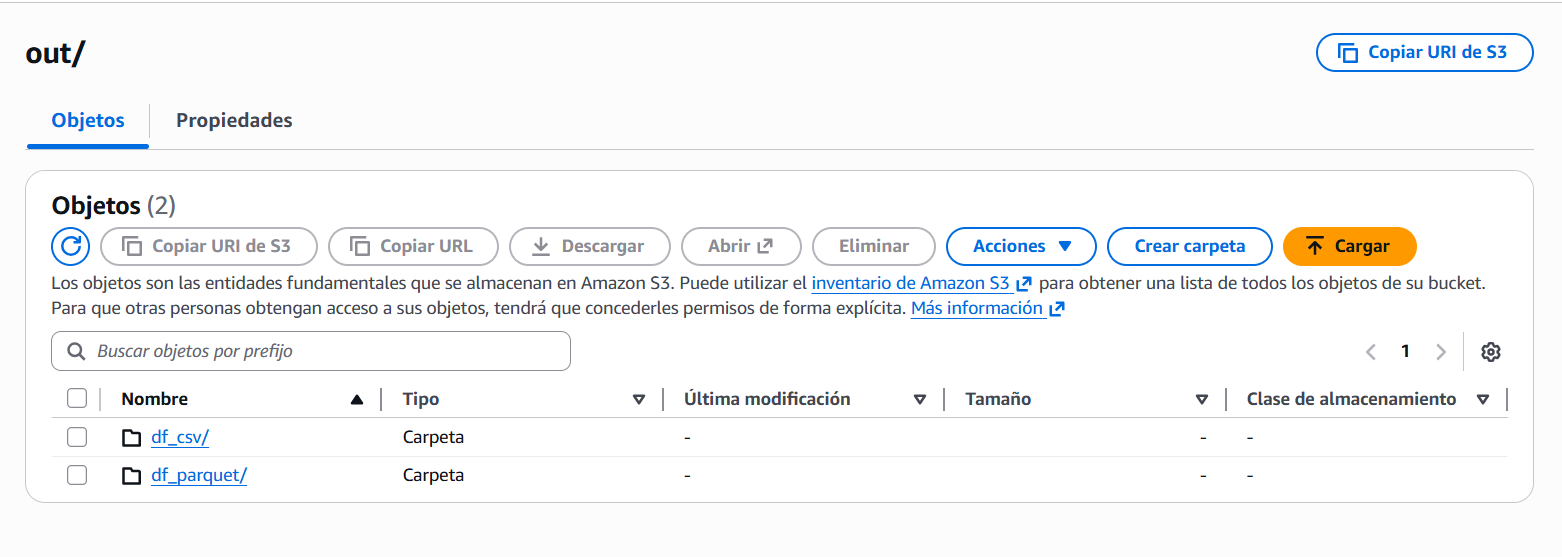 out/
Copiar URI de S3
Objetos Propiedades
Objetos (2)
Copiar URI de S3 Copiar URL Descargar Abrir Eliminar Acciones Crear carpeta Cargar
Los objetos son las entidades fundamentales que se almacenan en Amazon S3. Puede utilizar el inventario de Amazon S3 para obtener una lista de todos los objetos de su bucket.
Para que otras personas obtengan acceso a sus objetos, tendrá que concederles permisos de forma explícita. Más información
Buscar objetos por prefijo
1
Nombre Tipo Última modificación Tamaño Clase de almacenamiento
df_csv/ Carpeta - - -
df_parquet/ Carpeta - - -